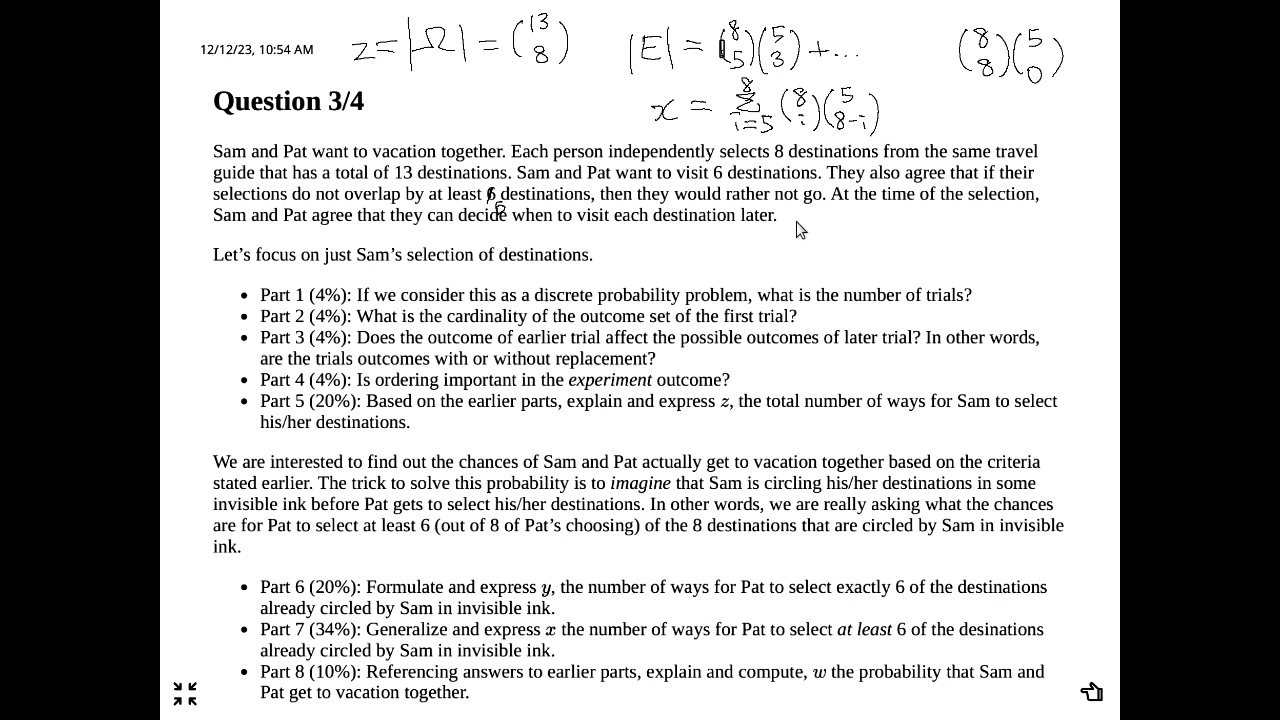 12/12/23, 10:54 AM
z = |Ω| = (13 8)
|E| = (8 5)(5 3) + ...
(8 8)(5 0)
x = Σ i=5 8 (8 i)(5 8-i)
Question 3/4
Sam and Pat want to vacation together. Each person independently selects 8 destinations from the same travel
guide that has a total of 13 destinations. Sam and Pat want to visit 6 destinations. They also agree that if their
selections do not overlap by at least 6 destinations, then they would rather not go. At the time of the selection,
5
Sam and Pat agree that they can decide when to visit each destination later.
Let’s focus on just Sam’s selection of destinations.
• Part 1 (4%): If we consider this as a discrete probability problem, what is the number of trials?
• Part 2 (4%): What is the cardinality of the outcome set of the first trial?
• Part 3 (4%): Does the outcome of earlier trial affect the possible outcomes of later trial? In other words,
are the trials outcomes with or without replacement?
• Part 4 (4%): Is ordering important in the experiment outcome?
• Part 5 (20%): Based on the earlier parts, explain and express z, the total number of ways for Sam to select
his/her destinations.
We are interested to find out the chances of Sam and Pat actually get to vacation together based on the criteria
stated earlier. The trick to solve this probability is to imagine that Sam is circling his/her destinations in some
invisible ink before Pat gets to select his/her destinations. In other words, we are really asking what the chances
are for Pat to select at least 6 (out of 8 of Pat’s choosing) of the 8 destinations that are circled by Sam in invisible
ink.
• Part 6 (20%): Formulate and express y, the number of ways for Pat to select exactly 6 of the destinations
already circled by Sam in invisible ink.
• Part 7 (34%): Generalize and express x the number of ways for Pat to select at least 6 of the desinations
already circled by Sam in invisible ink.
• Part 8 (10%): Referencing answers to earlier parts, explain and compute, w the probability that Sam and
Pat get to vacation together.